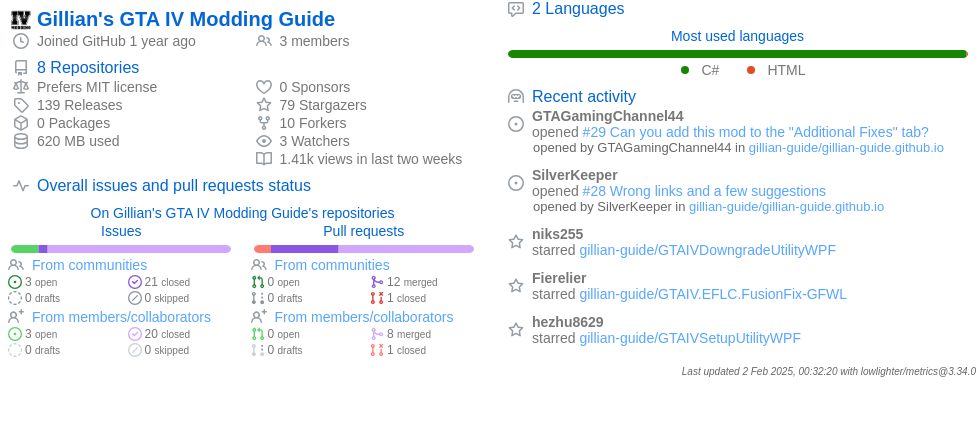 IV
Gillian's GTA IV Modding Guide
Joined GitHub 1 year ago
3 members
8 Repositories
Prefers MIT license
0 Sponsors
139 Releases
79 Stargazers
0 Packages
10 Forkers
620 MB used
3 Watchers
1.41k views in last two weeks
Overall issues and pull requests status
On Gillian's GTA IV Modding Guide's repositories
Issues
From communities
3 open
21 closed
0 drafts
0 skipped
From members/collaborators
3 open
20 closed
0 drafts
0 skipped
Pull requests
From communities
0 open
12 merged
0 drafts
1 closed
From members/collaborators
0 open
8 merged
0 drafts
1 closed
2 Languages
Most used languages
C#
HTML
Recent activity
GTAGamingChannel44
opened #29 Can you add this mod to the "Additional Fixes" tab?
opened by GTAGamingChannel44 in gillian-guide/gillian-guide.github.io
SilverKeeper
opened #28 Wrong links and a few suggestions
opened by SilverKeeper in gillian-guide/gillian-guide.github.io
niks255
starred gillian-guide/GTAIVDowngradeUtilityWPF
Fierelier
starred gillian-guide/GTAIV.EFLC.FusionFix-GFWL
hezhu8629
starred gillian-guide/GTAIVSetupUtilityWPF
Last updated 2 Feb 2025, 00:32:20 with lowlighter/metrics@3.34.0